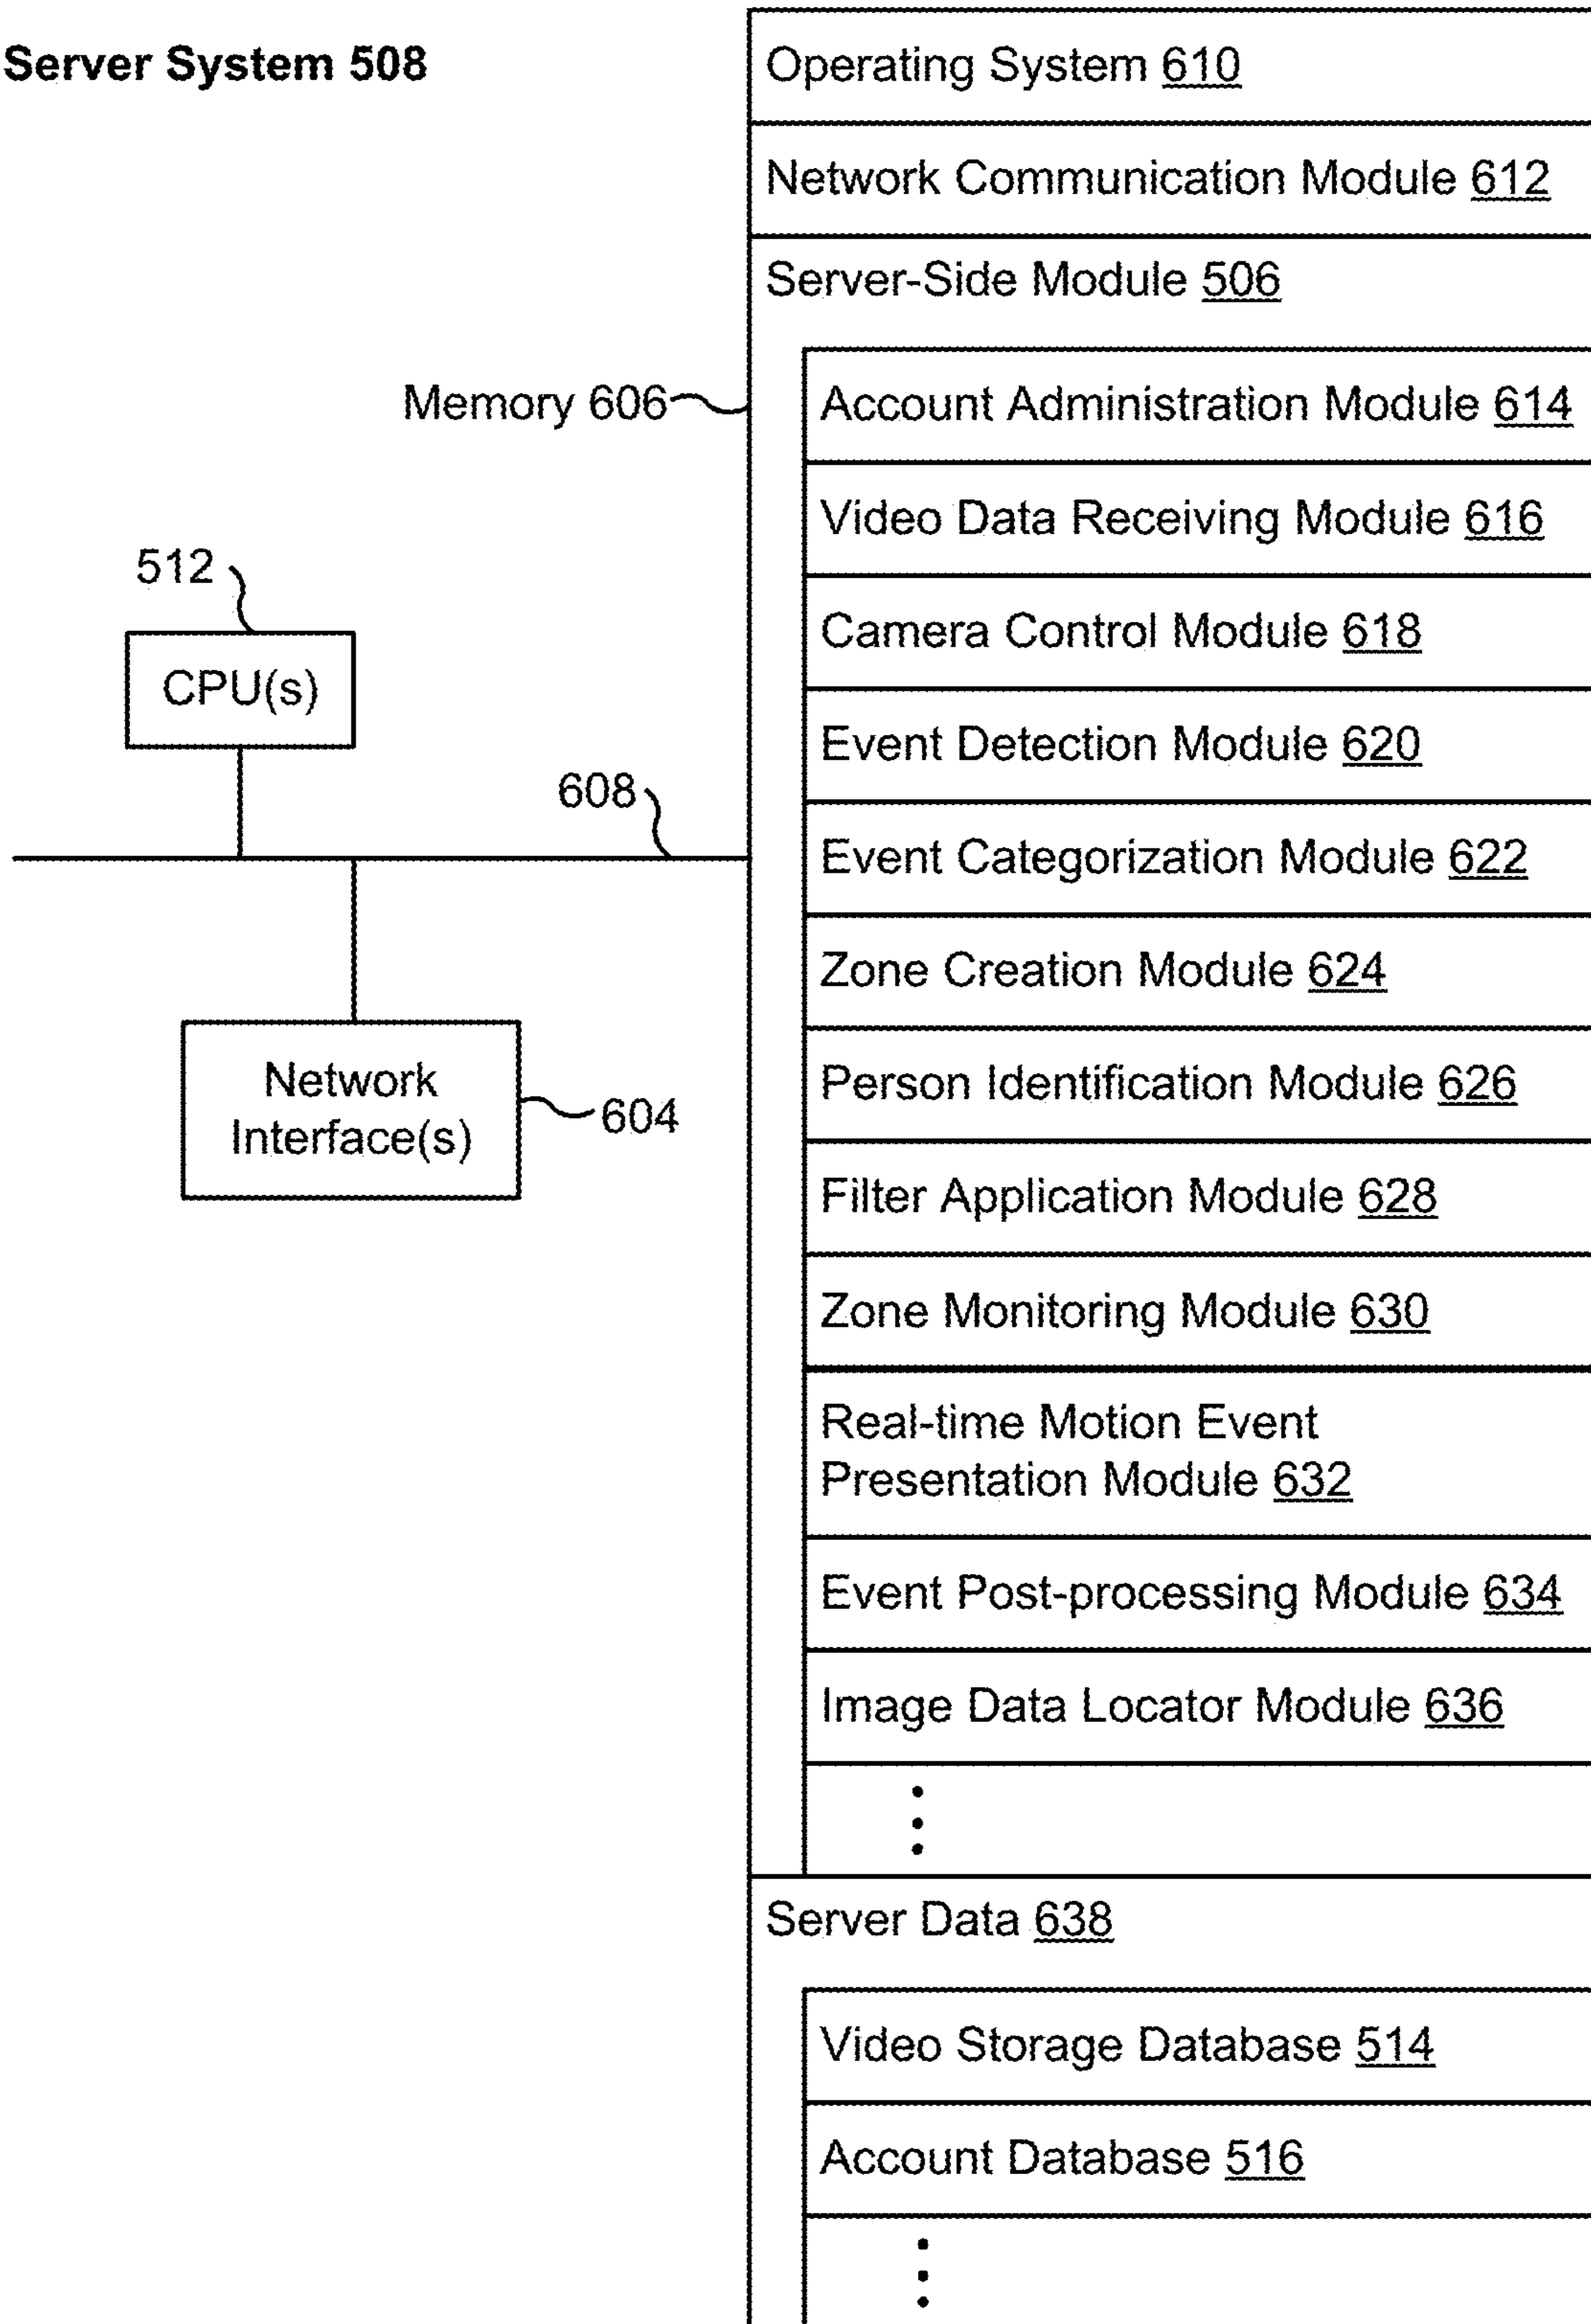 Server System 508
Operating System 610
Network Communication Module 612
Server-Side Module 506
Memory 606
Account Administration Module 614
Video Data Receiving Module 616
512
CPU(s)
Camera Control Module 618
Event Detection Module 620
608
Event Categorization Module 622
Zone Creation Module 624
Network
Interface(s)
604
Person Identification Module 626
Filter Application Module 628
Zone Monitoring Module 630
Real-time Motion Event
Presentation Module 632
Event Post-processing Module 634
Image Data Locator Module 636
Server Data 638
Video Storage Database 514
Account Database 516